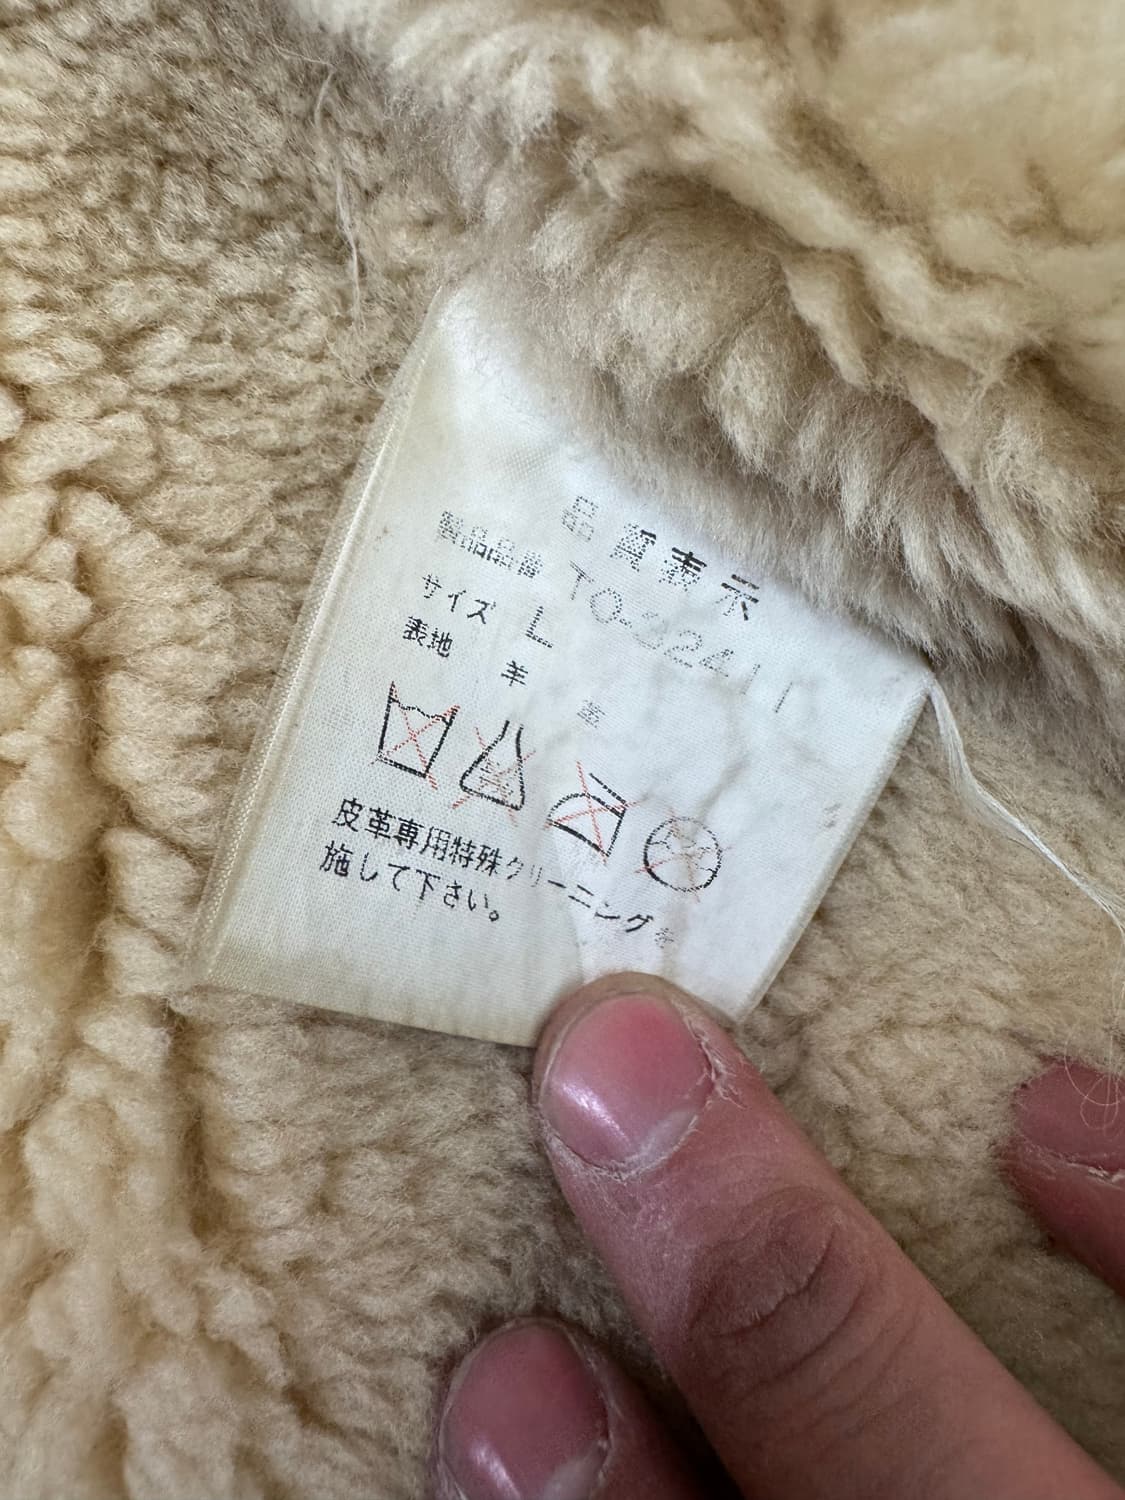 品質表示
製品品番 TO-32411
サイズ L
表地 羊革
皮革専用特殊クリーニングを
施して下さい。